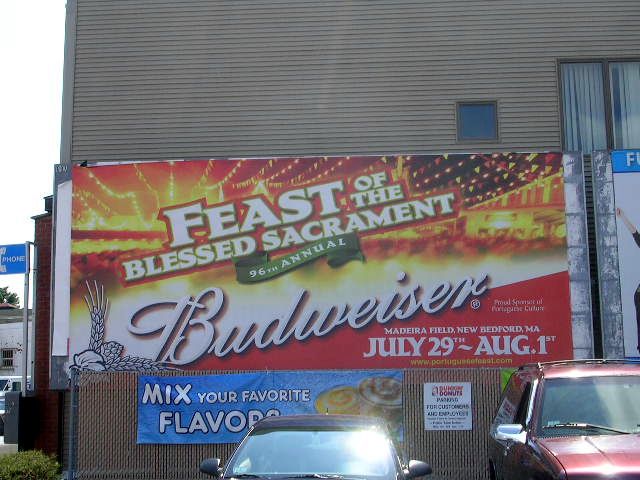 FEAST OF THE
BLESSED SACRAMENT
96TH ANNUAL
Budweiser®
Proud Sponsor of
Portuguese Culture
MADEIRA FIELD, NEW BEDFORD, MA
JULY 29TH ~ AUG. 1ST
www.portuguesefeast.com
PHONE
MIX YOUR FAVORITE
FLAVORS
DUNKIN'
DONUTS
PARKING
FOR CUSTOMERS
AND EMPLOYEES